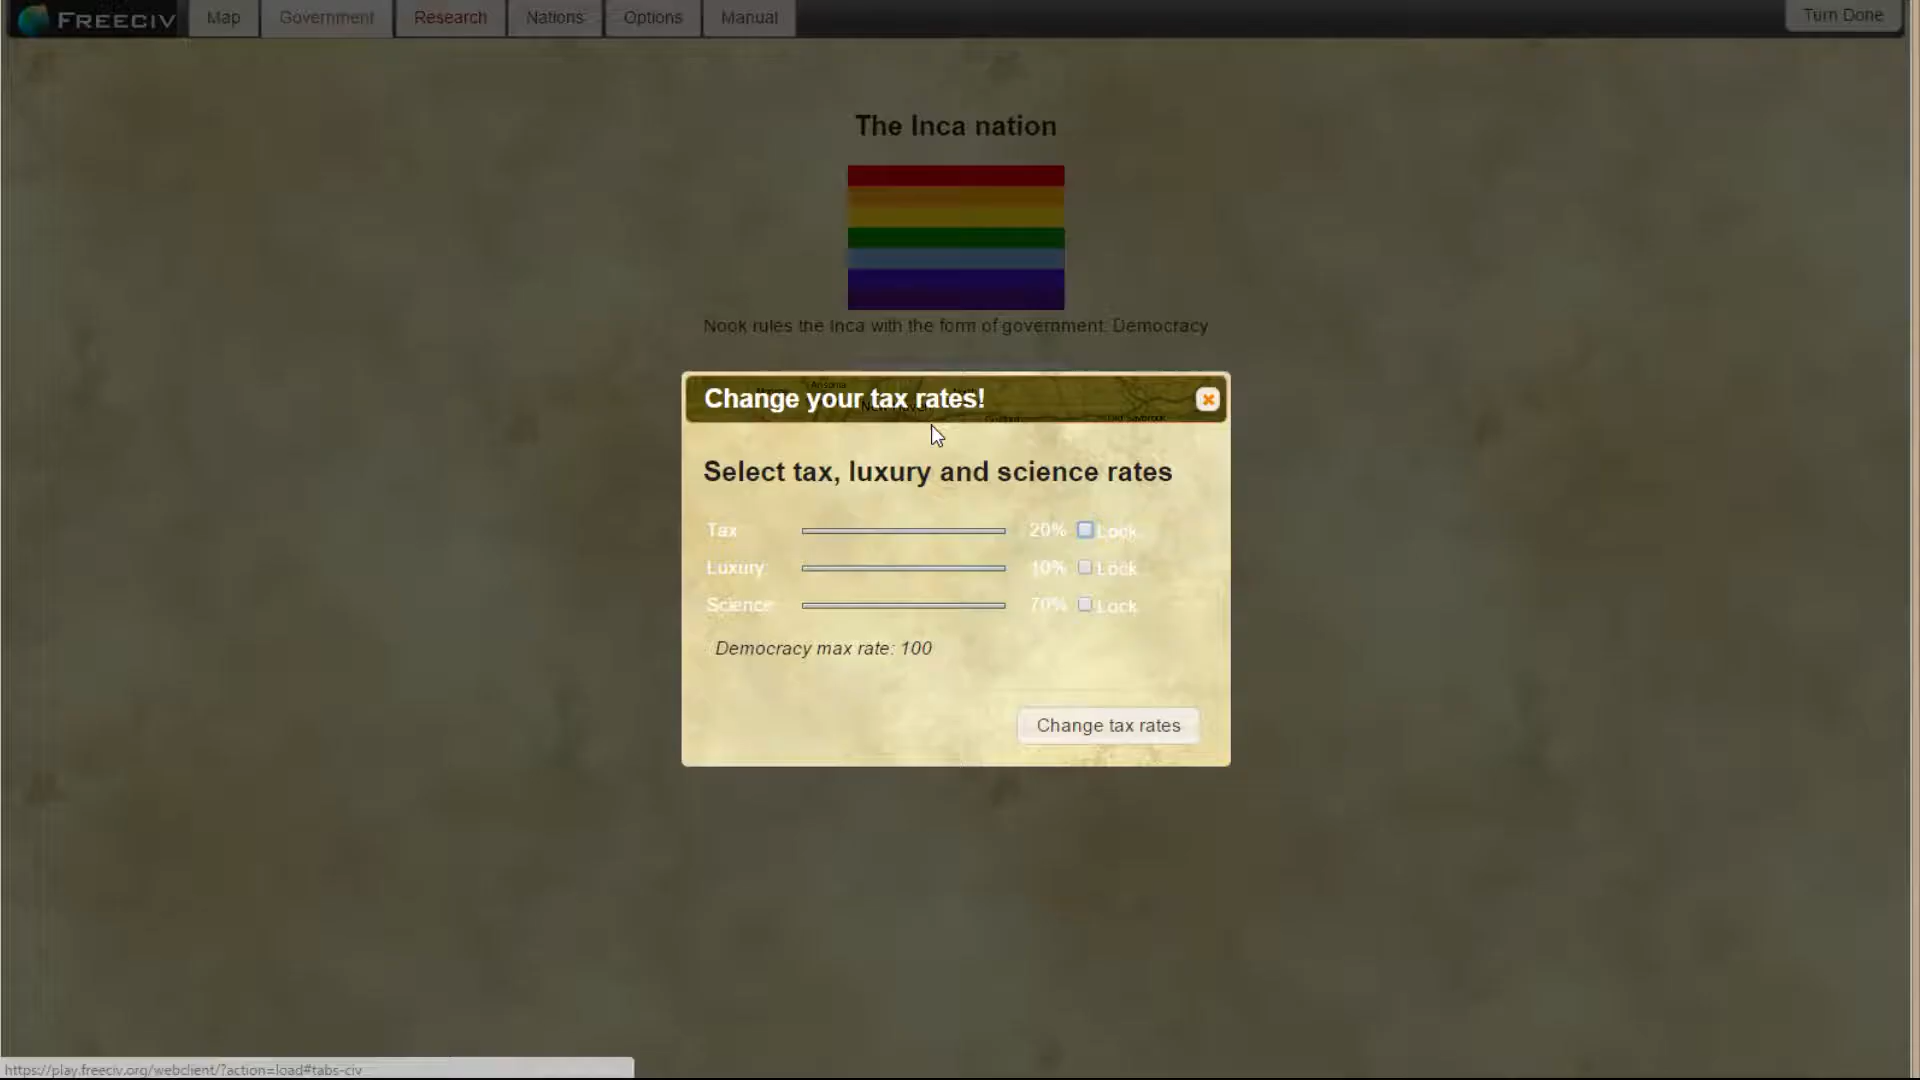 FREECIV
Map
Government
Research
Nations
Options
Manual
Turn Done
The Inca nation
Nook rules the Inca with the form of government: Democracy
Ansonia
Change your tax rates!
Select tax, luxury and science rates
Tax 20% Lock
Luxury: 10% Lock
Science 70% Lock
Democracy max rate: 100
Change tax rates
https://play.freeciv.org/webclient/?action=load#tabs-civ